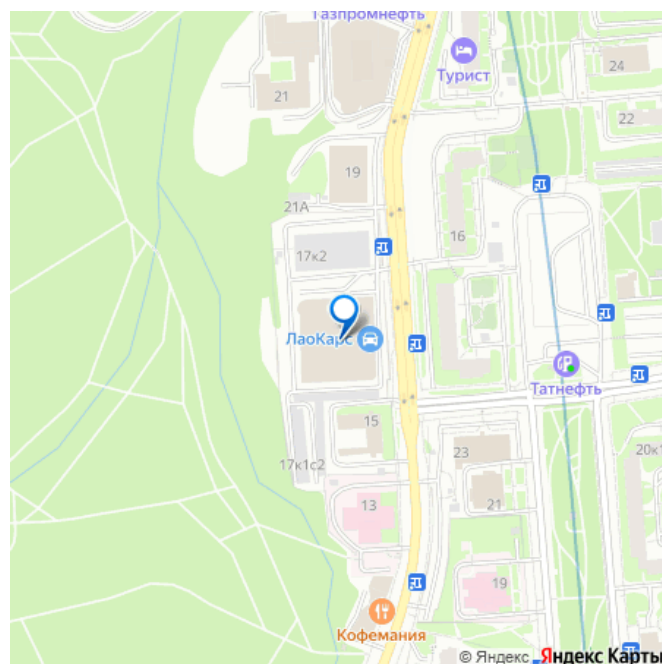 Газпромнефть
Турист
24
21
22
19
21А
16
17к2
ЛаоКарс
Татнефть
15
23
20к1
17к1с2
13
21
19
Кофемания
© Яндекс Яндекс Карты